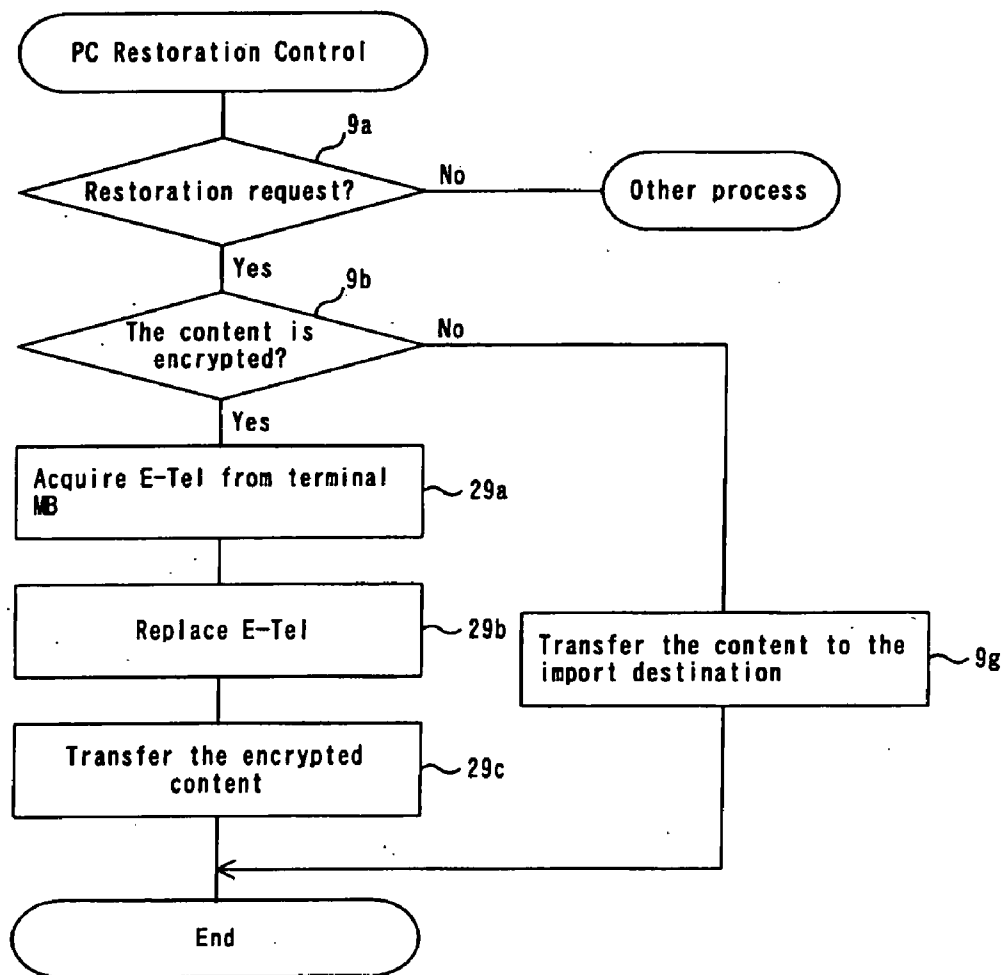 PC Restoration Control
9a
Restoration request?
No
Other process
Yes
9b
The content is
encrypted?
No
Yes
Acquire E-Tel from terminal
MB
29a
Replace E-Tel
29b
Transfer the content to the
import destination
9g
Transfer the encrypted
content
29c
End